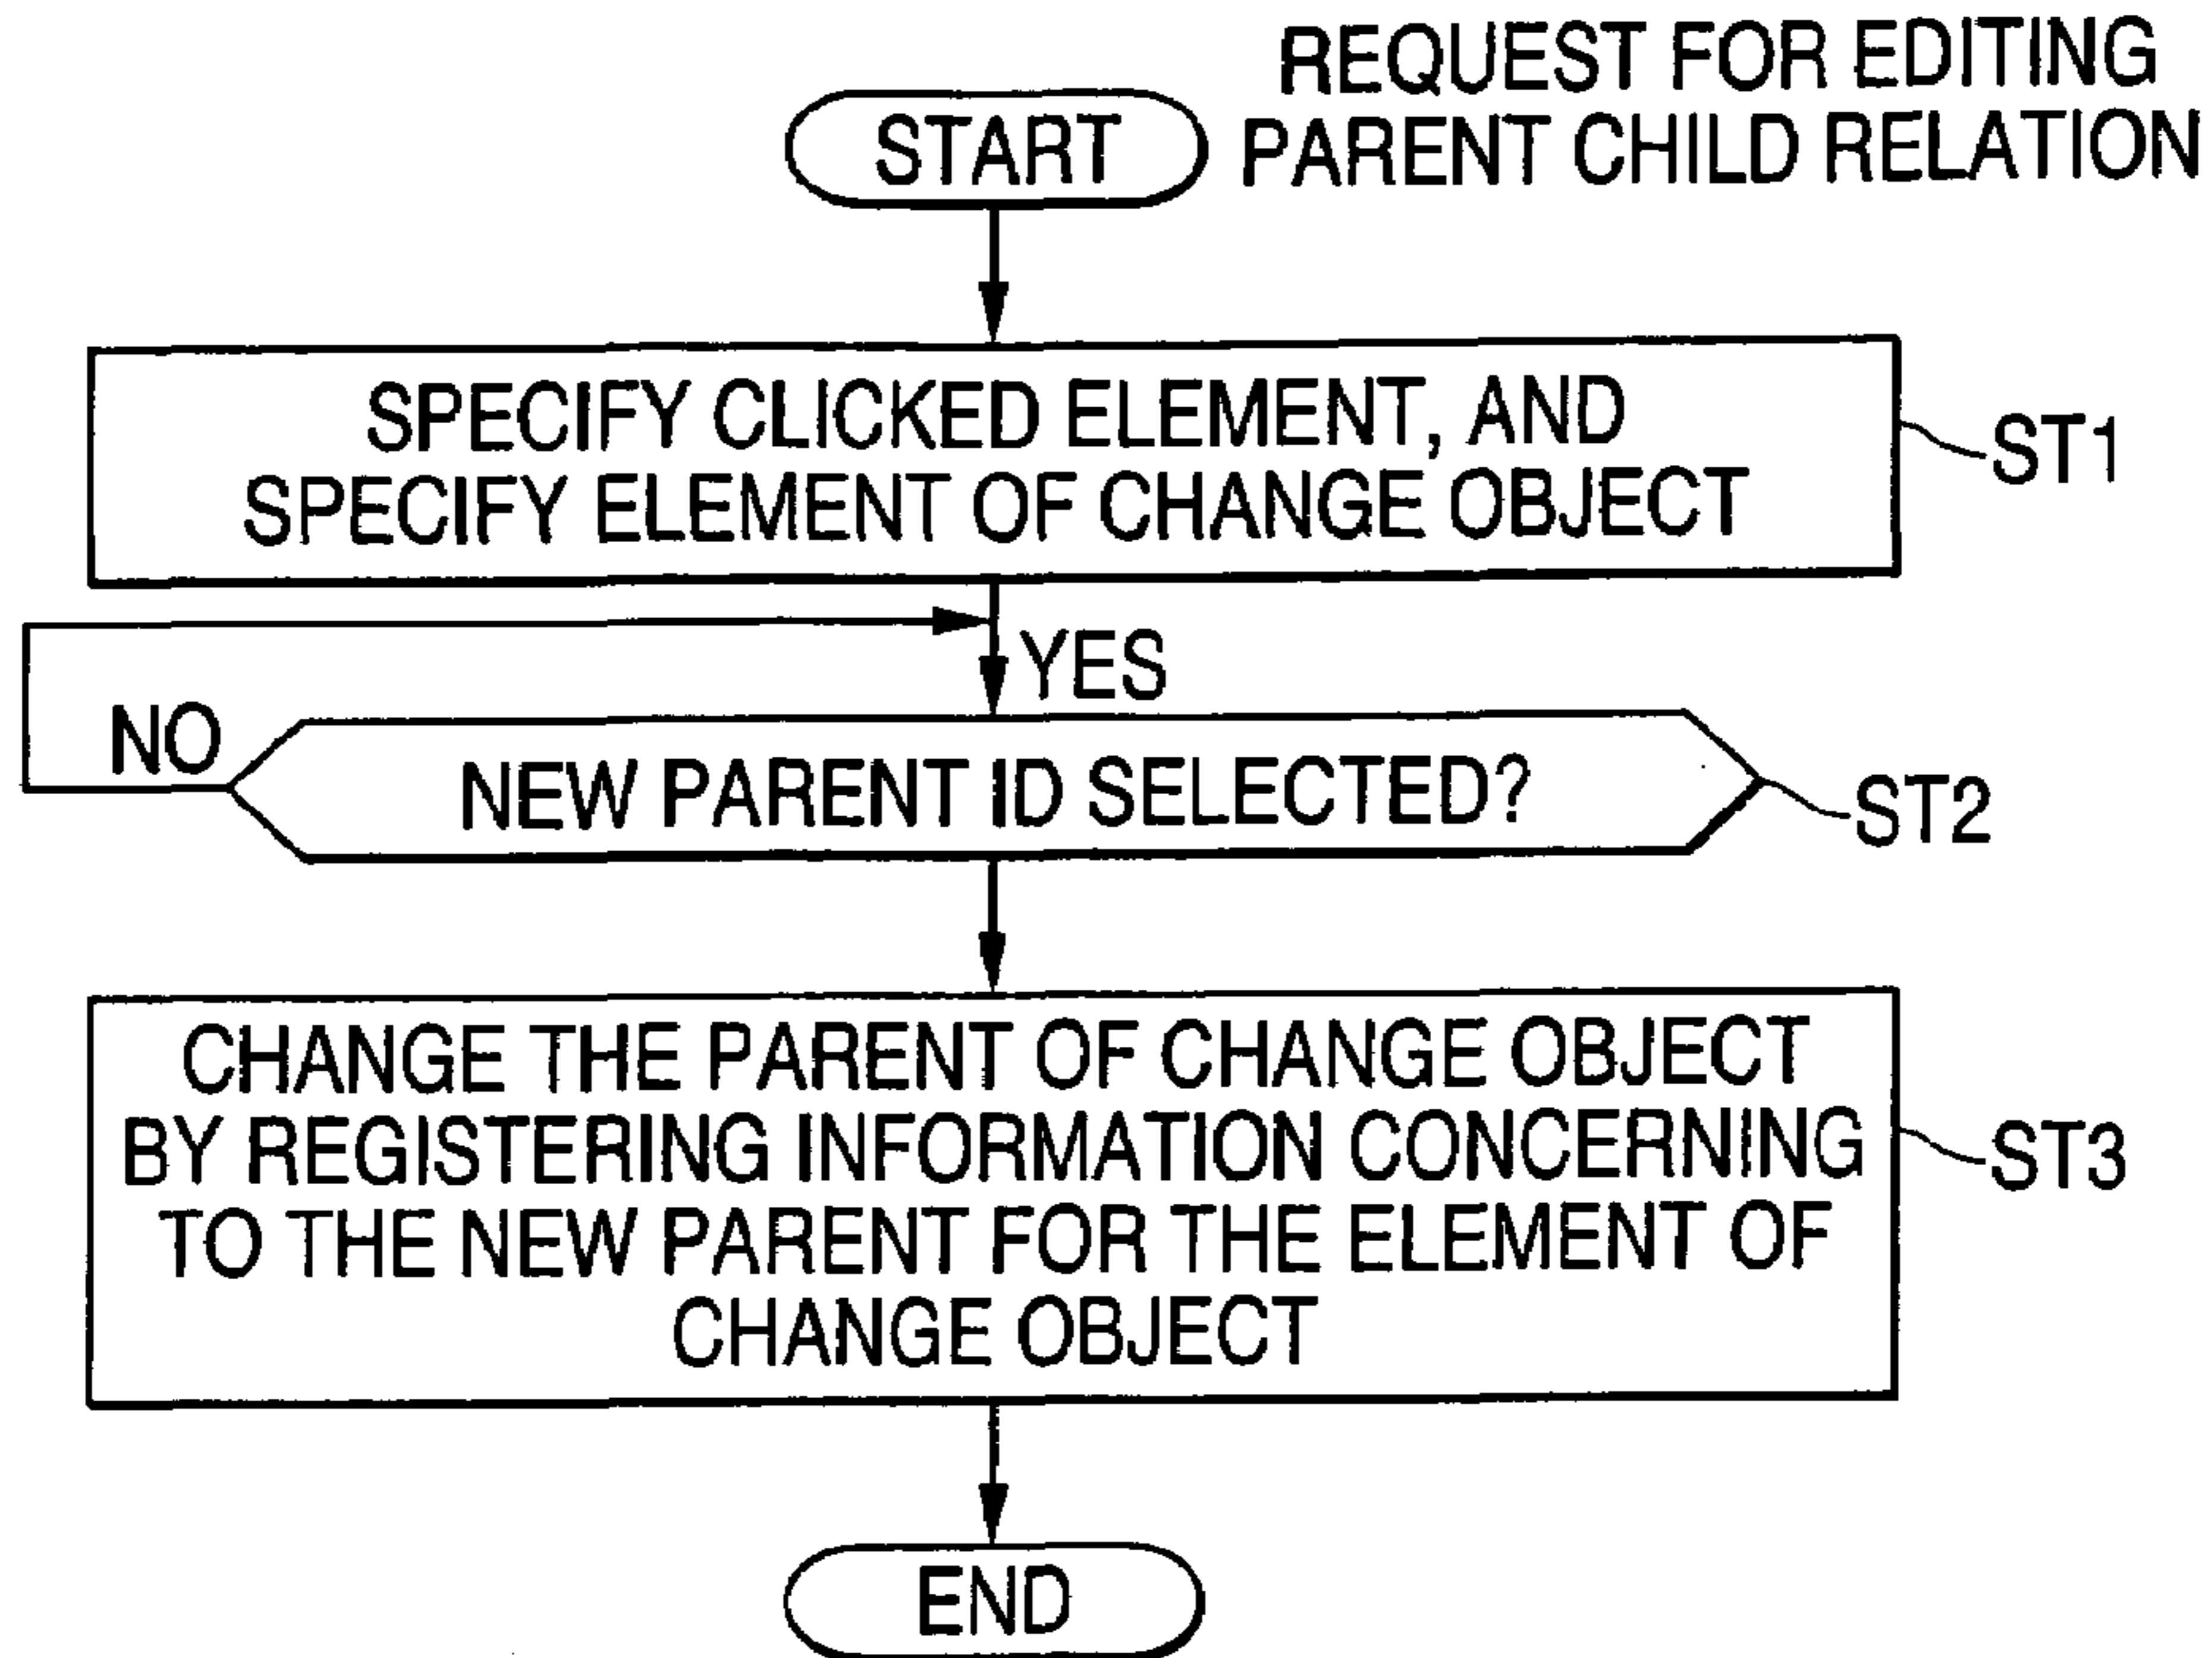 REQUEST FOR EDITING
PARENT CHILD RELATION
START
SPECIFY CLICKED ELEMENT, AND
SPECIFY ELEMENT OF CHANGE OBJECT
ST1
YES
NO
NEW PARENT ID SELECTED?
ST2
CHANGE THE PARENT OF CHANGE OBJECT
BY REGISTERING INFORMATION CONCERNING
TO THE NEW PARENT FOR THE ELEMENT OF
CHANGE OBJECT
ST3
END